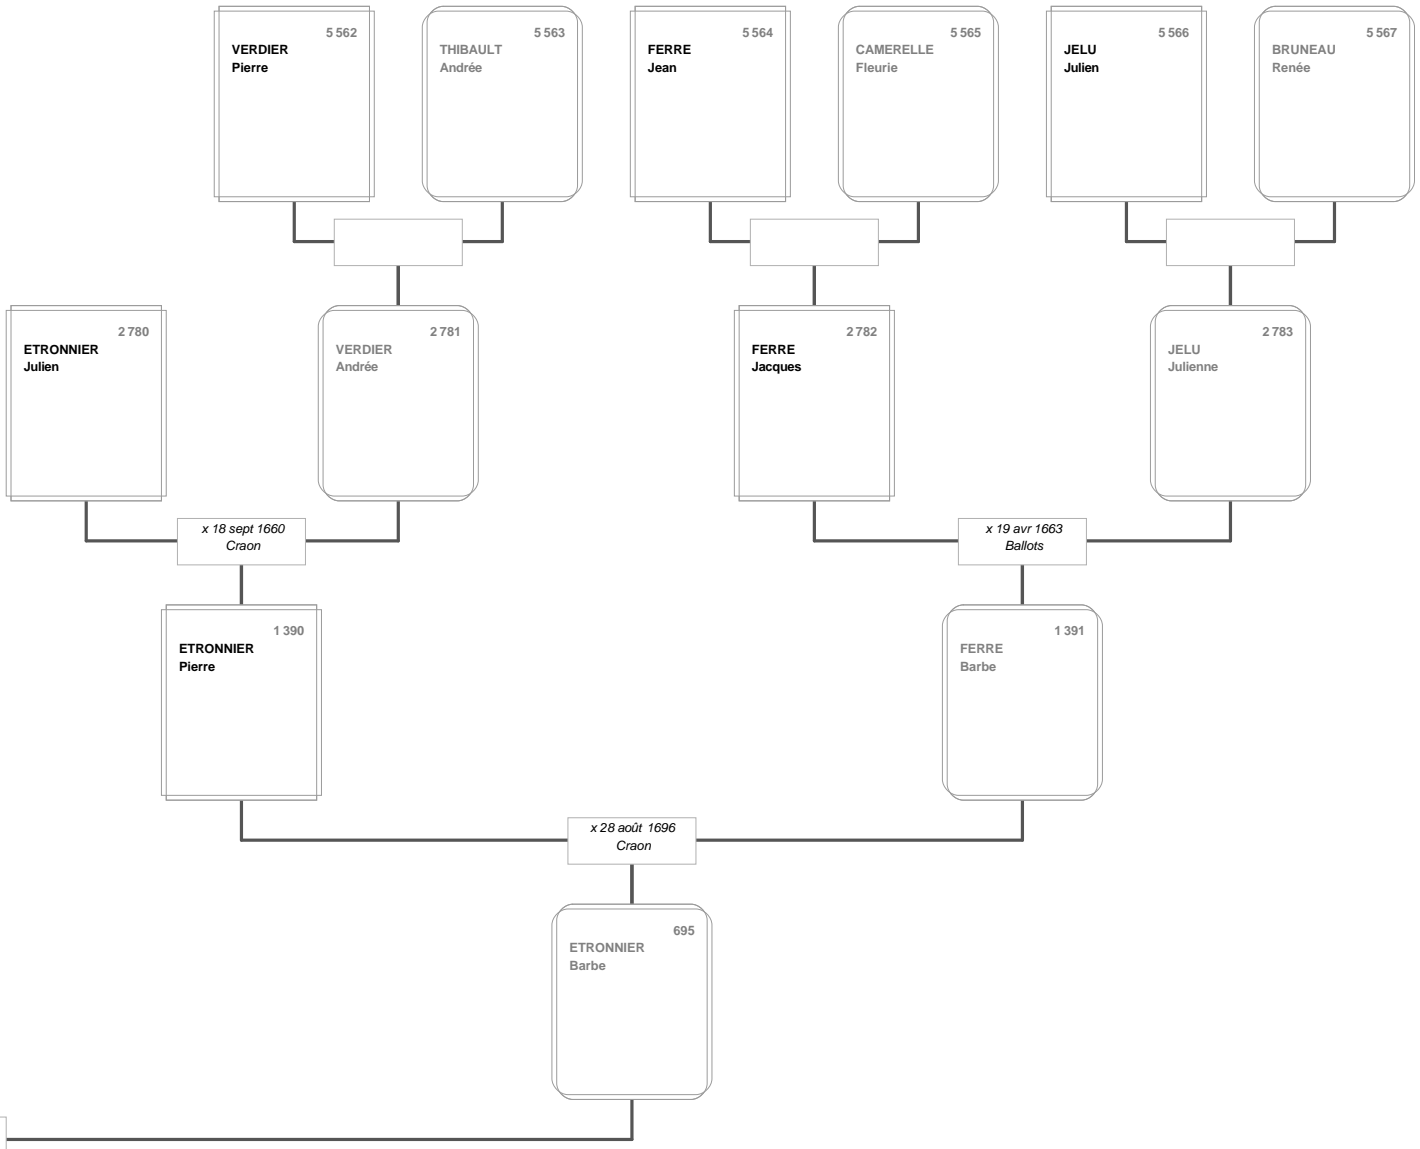 5 562
VERDIER
Pierre
5 563
THIBAULT
Andrée
5 564
FERRE
Jean
5 565
CAMERELLE
Fleurie
5 566
JELU
Julien
5 567
BRUNEAU
Renée
2 780
ETRONNIER
Julien
2 781
VERDIER
Andrée
2 782
FERRE
Jacques
2 783
JELU
Julienne
x 18 sept 1660
Craon
x 19 avr 1663
Ballots
1 390
ETRONNIER
Pierre
1 391
FERRE
Barbe
x 28 août 1696
Craon
695
ETRONNIER
Barbe